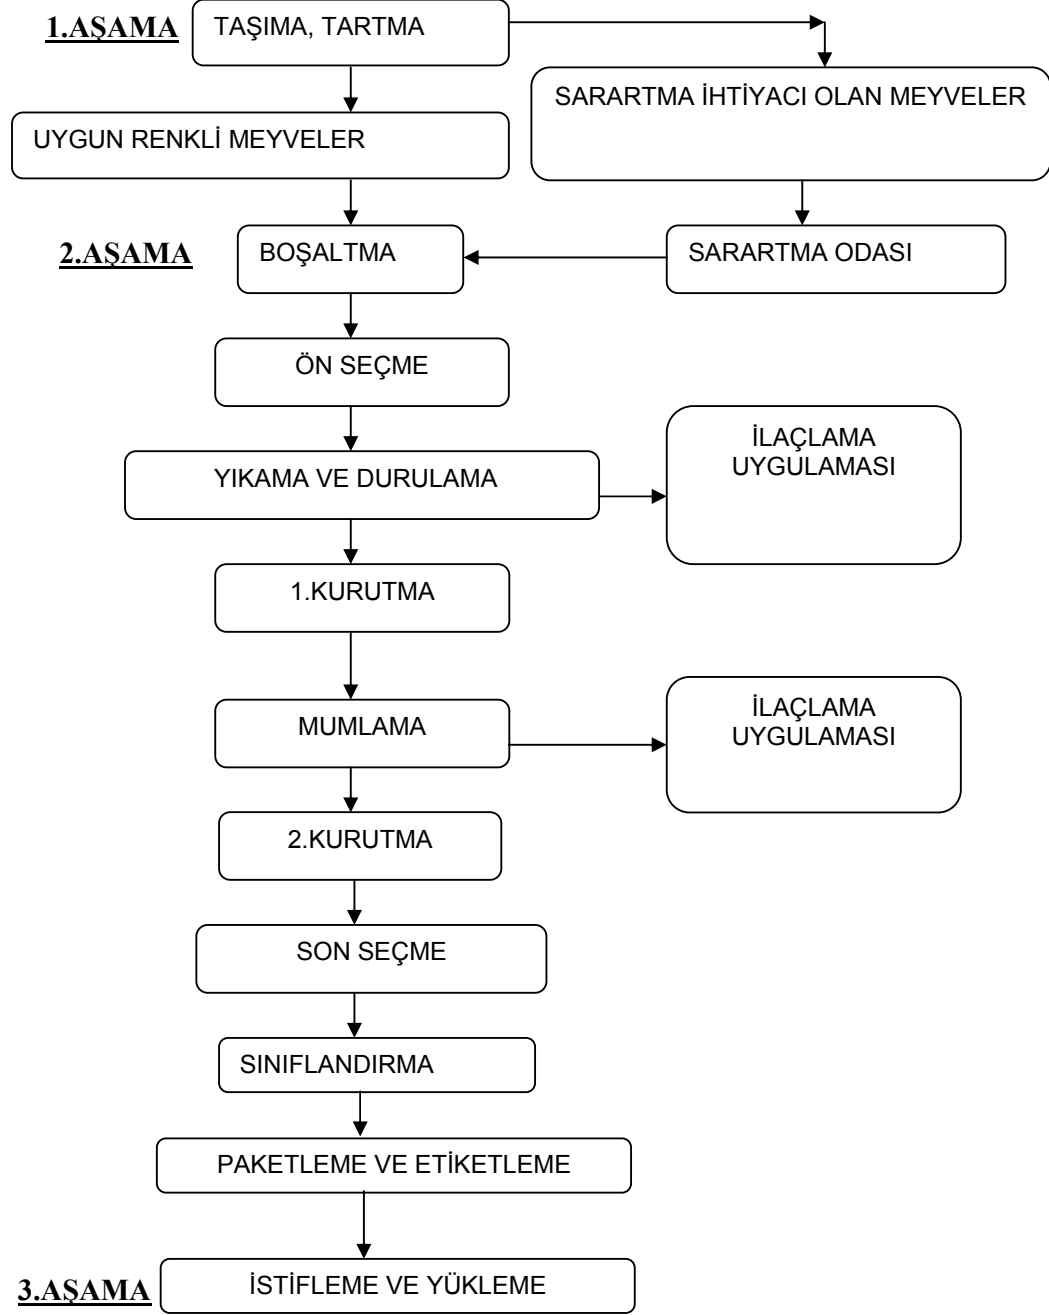 1.AŞAMA
TAŞIMA, TARTMA
SARARTMA İHTİYACI OLAN MEYVELER
UYGUN RENKLİ MEYVELER
2.AŞAMA
BOŞALTMA
SARARTMA ODASI
ÖN SEÇME
YIKAMA VE DURULAMA
İLAÇLAMA
UYGULAMASI
1.KURUTMA
MUMLAMA
İLAÇLAMA
UYGULAMASI
2.KURUTMA
SON SEÇME
SINIFLANDIRMA
PAKETLEME VE ETİKETLEME
3.AŞAMA
İSTİFLEME VE YÜKLEME